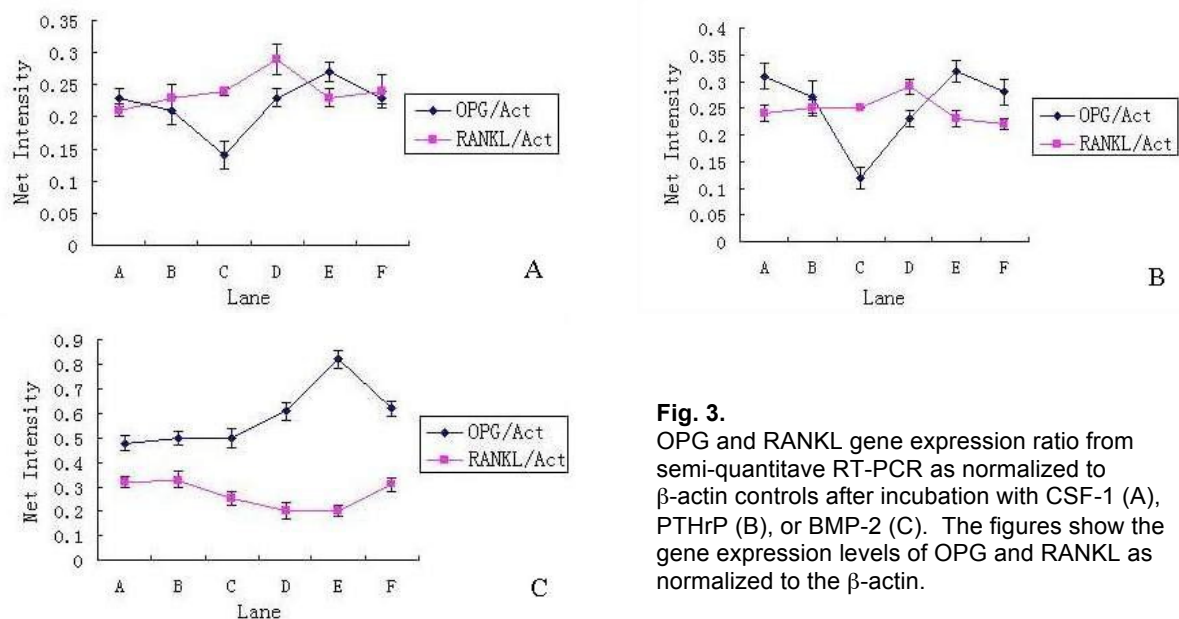 0.35
0.3
0.25
0.2
0.15
0.1
0.05
0
Net Intensity
A B C D E F
Lane
OPG/Act
RANKL/Act
A
0.4
0.35
0.3
0.25
0.2
0.15
0.1
0.05
0
Net Intensity
A B C D E F
Lane
OPG/Act
RANKL/Act
B
0.9
0.8
0.7
0.6
0.5
0.4
0.3
0.2
0.1
0
Net Intensity
A B C D E F
Lane
OPG/Act
RANKL/Act
C
Fig. 3.
OPG and RANKL gene expression ratio from
semi-quantitave RT-PCR as normalized to
β-actin controls after incubation with CSF-1 (A),
PTHrP (B), or BMP-2 (C). The figures show the
gene expression levels of OPG and RANKL as
normalized to the β-actin.